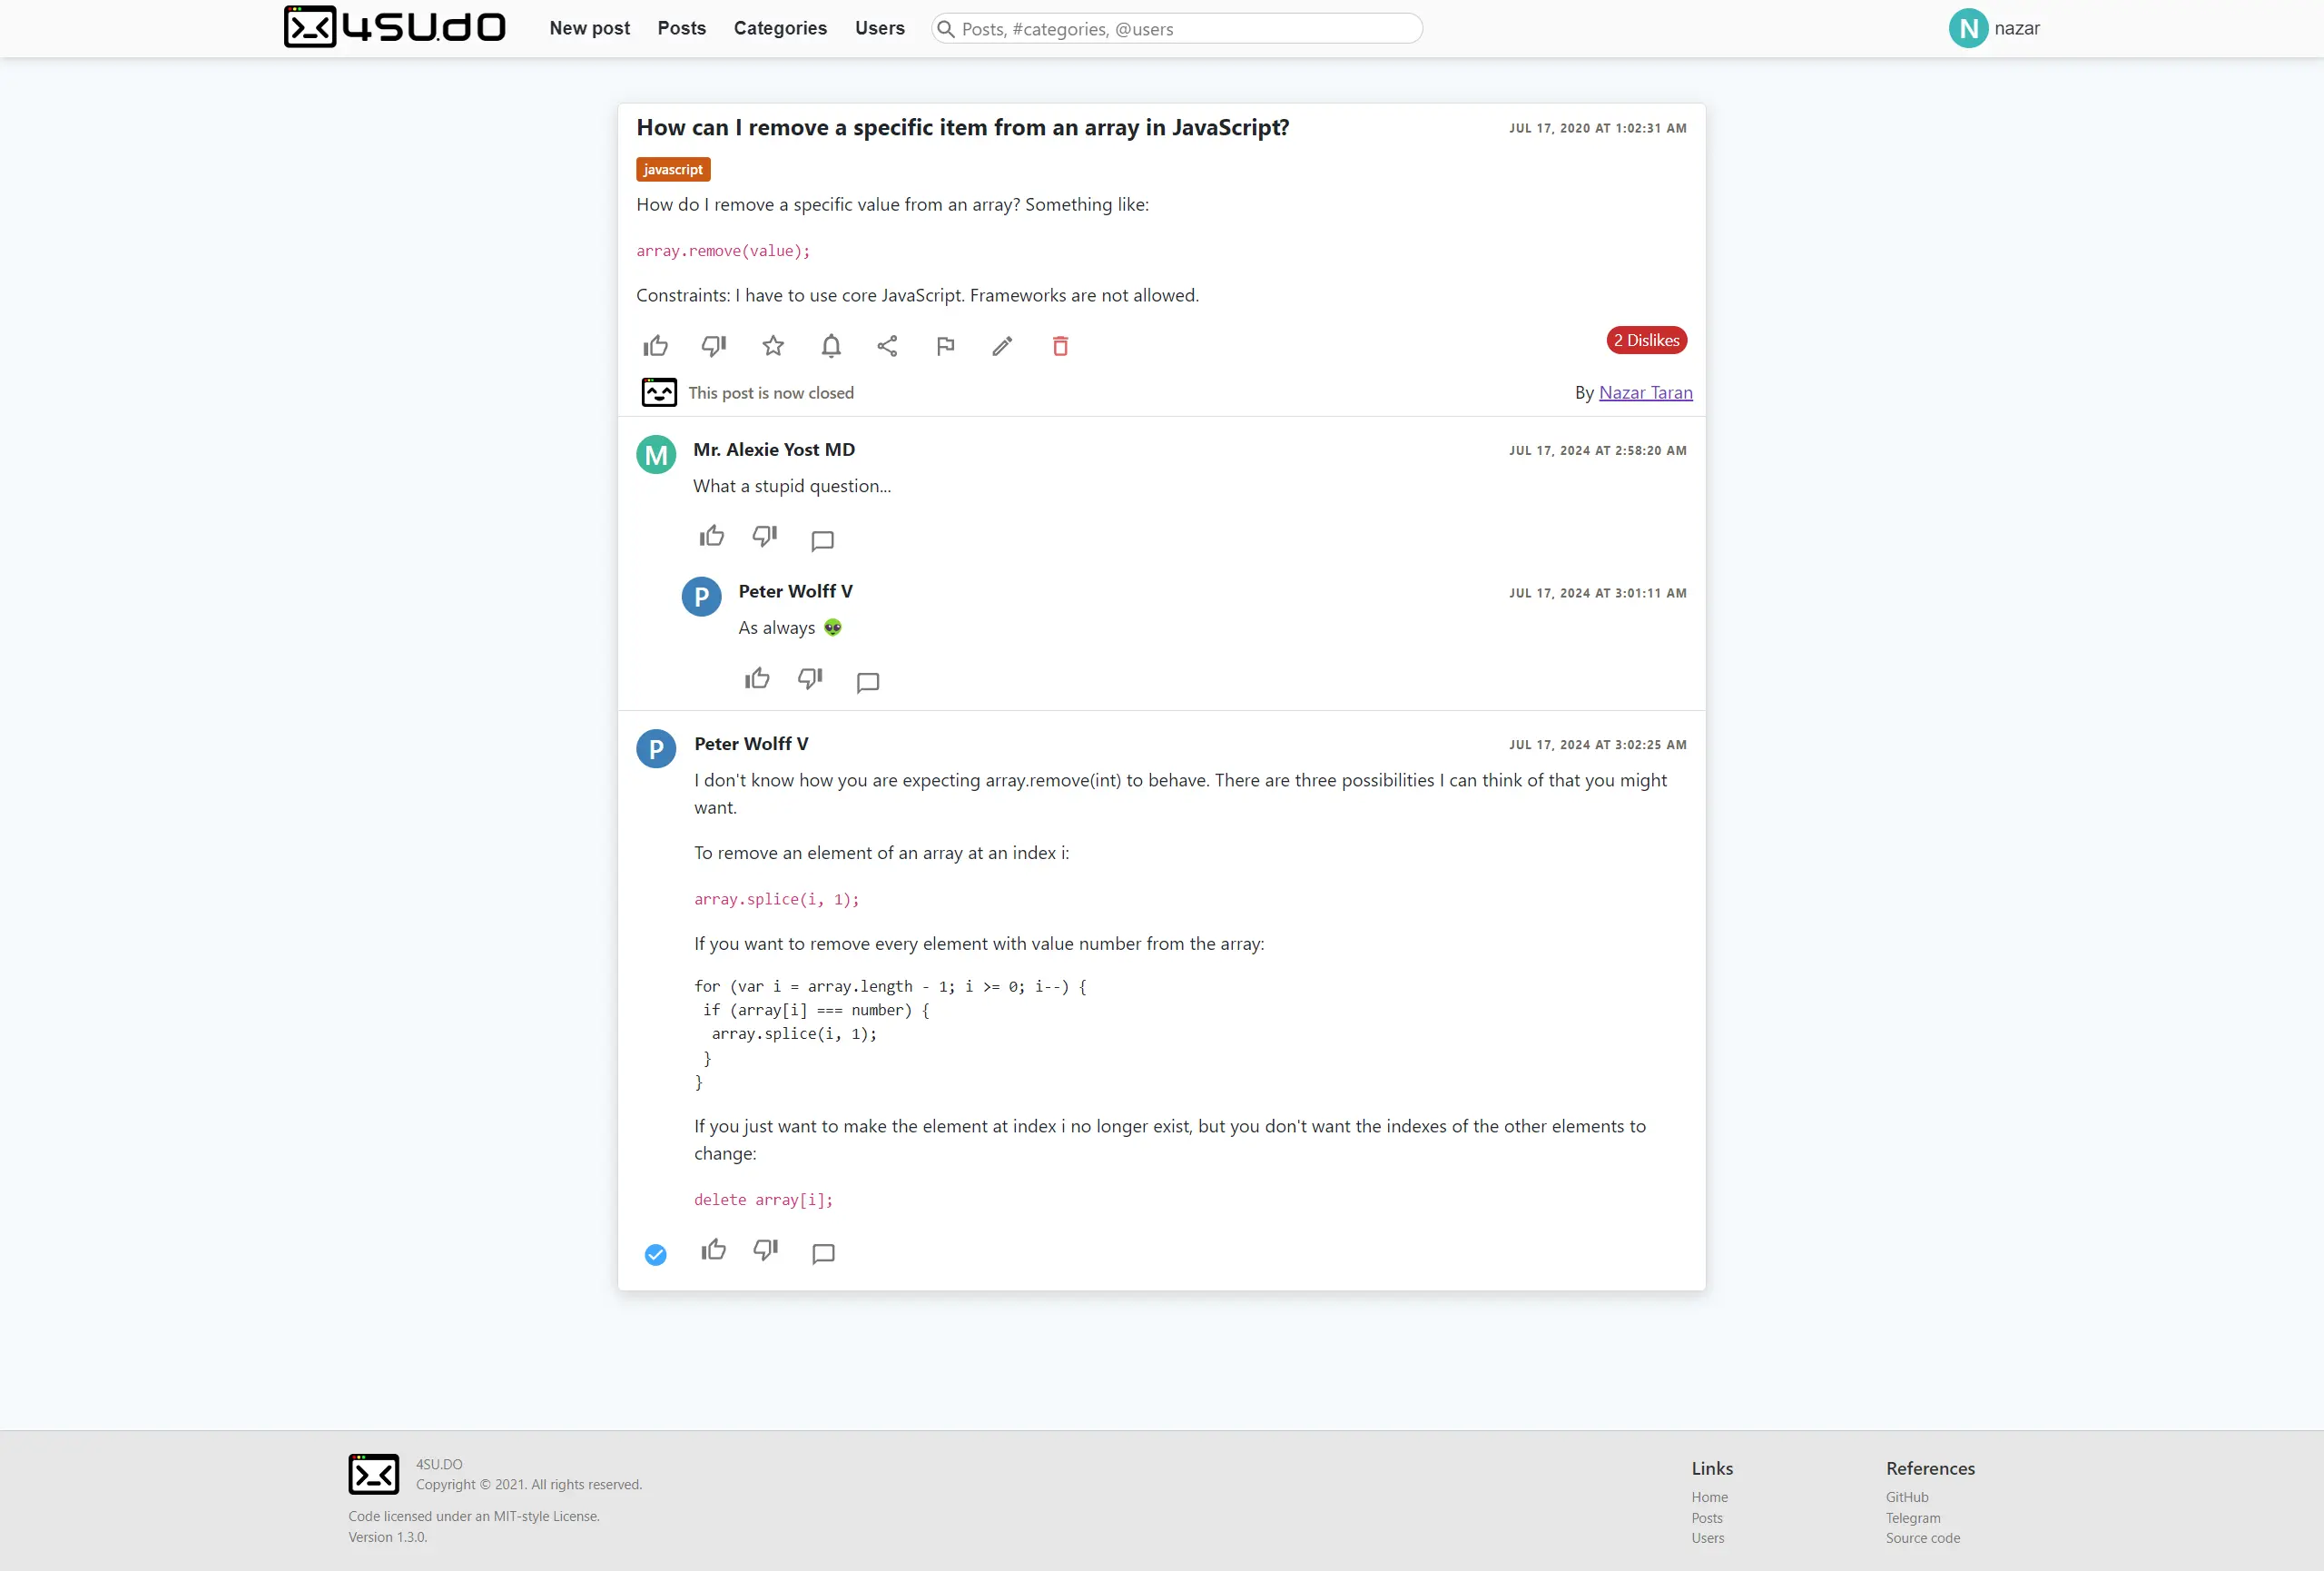 4SU.DO
New post
Posts
Categories
Users
Posts, #categories, @users
N
nazar
How can I remove a specific item from an array in JavaScript?
JUL 17, 2020 AT 1:02:31 AM
javascript
How do I remove a specific value from an array? Something like:
array.remove(value);
Constraints: I have to use core JavaScript. Frameworks are not allowed.
2 Dislikes
This post is now closed
By Nazar Taran
M
Mr. Alexie Yost MD
JUL 17, 2024 AT 2:58:20 AM
What a stupid question...
P
Peter Wolff V
JUL 17, 2024 AT 3:01:11 AM
As always 👽
P
Peter Wolff V
JUL 17, 2024 AT 3:02:25 AM
I don't know how you are expecting array.remove(int) to behave. There are three possibilities I can think of that you might
want.
To remove an element of an array at an index i:
array.splice(i, 1);
If you want to remove every element with value number from the array:
for (var i = array.length - 1; i >= 0; i--) {
 if (array[i] === number) {
  array.splice(i, 1);
 }
}
If you just want to make the element at index i no longer exist, but you don't want the indexes of the other elements to
change:
delete array[i];
4SU.DO
Copyright © 2021. All rights reserved.
Code licensed under an MIT-style License.
Version 1.3.0.
Links
Home
Posts
Users
References
GitHub
Telegram
Source code